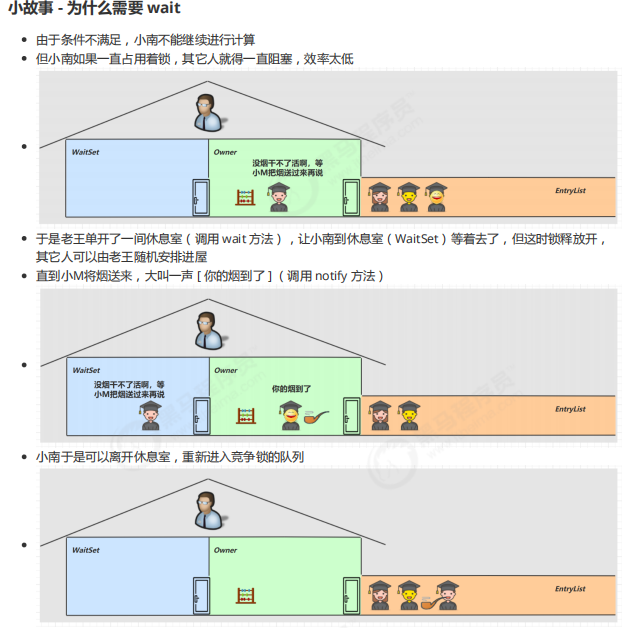 小故事 - 为什么需要 wait
由于条件不满足，小南不能继续进行计算
但小南如果一直占用着锁，其它人就得一直阻塞，效率太低
WaitSet
Owner
没烟干不了活啊，等
小M把烟送过来再说
EntryList
于是老王单开了一间休息室（调用 wait 方法），让小南到休息室（WaitSet）等着去了，但这时锁释放开，
其它人可以由老王随机安排进屋
直到小M将烟送来，大叫一声 [ 你的烟到了 ] （调用 notify 方法）
WaitSet
没烟干不了活啊，等
小M把烟送过来再说
Owner
你的烟到了
EntryList
小南于是可以离开休息室，重新进入竞争锁的队列
WaitSet
Owner
EntryList